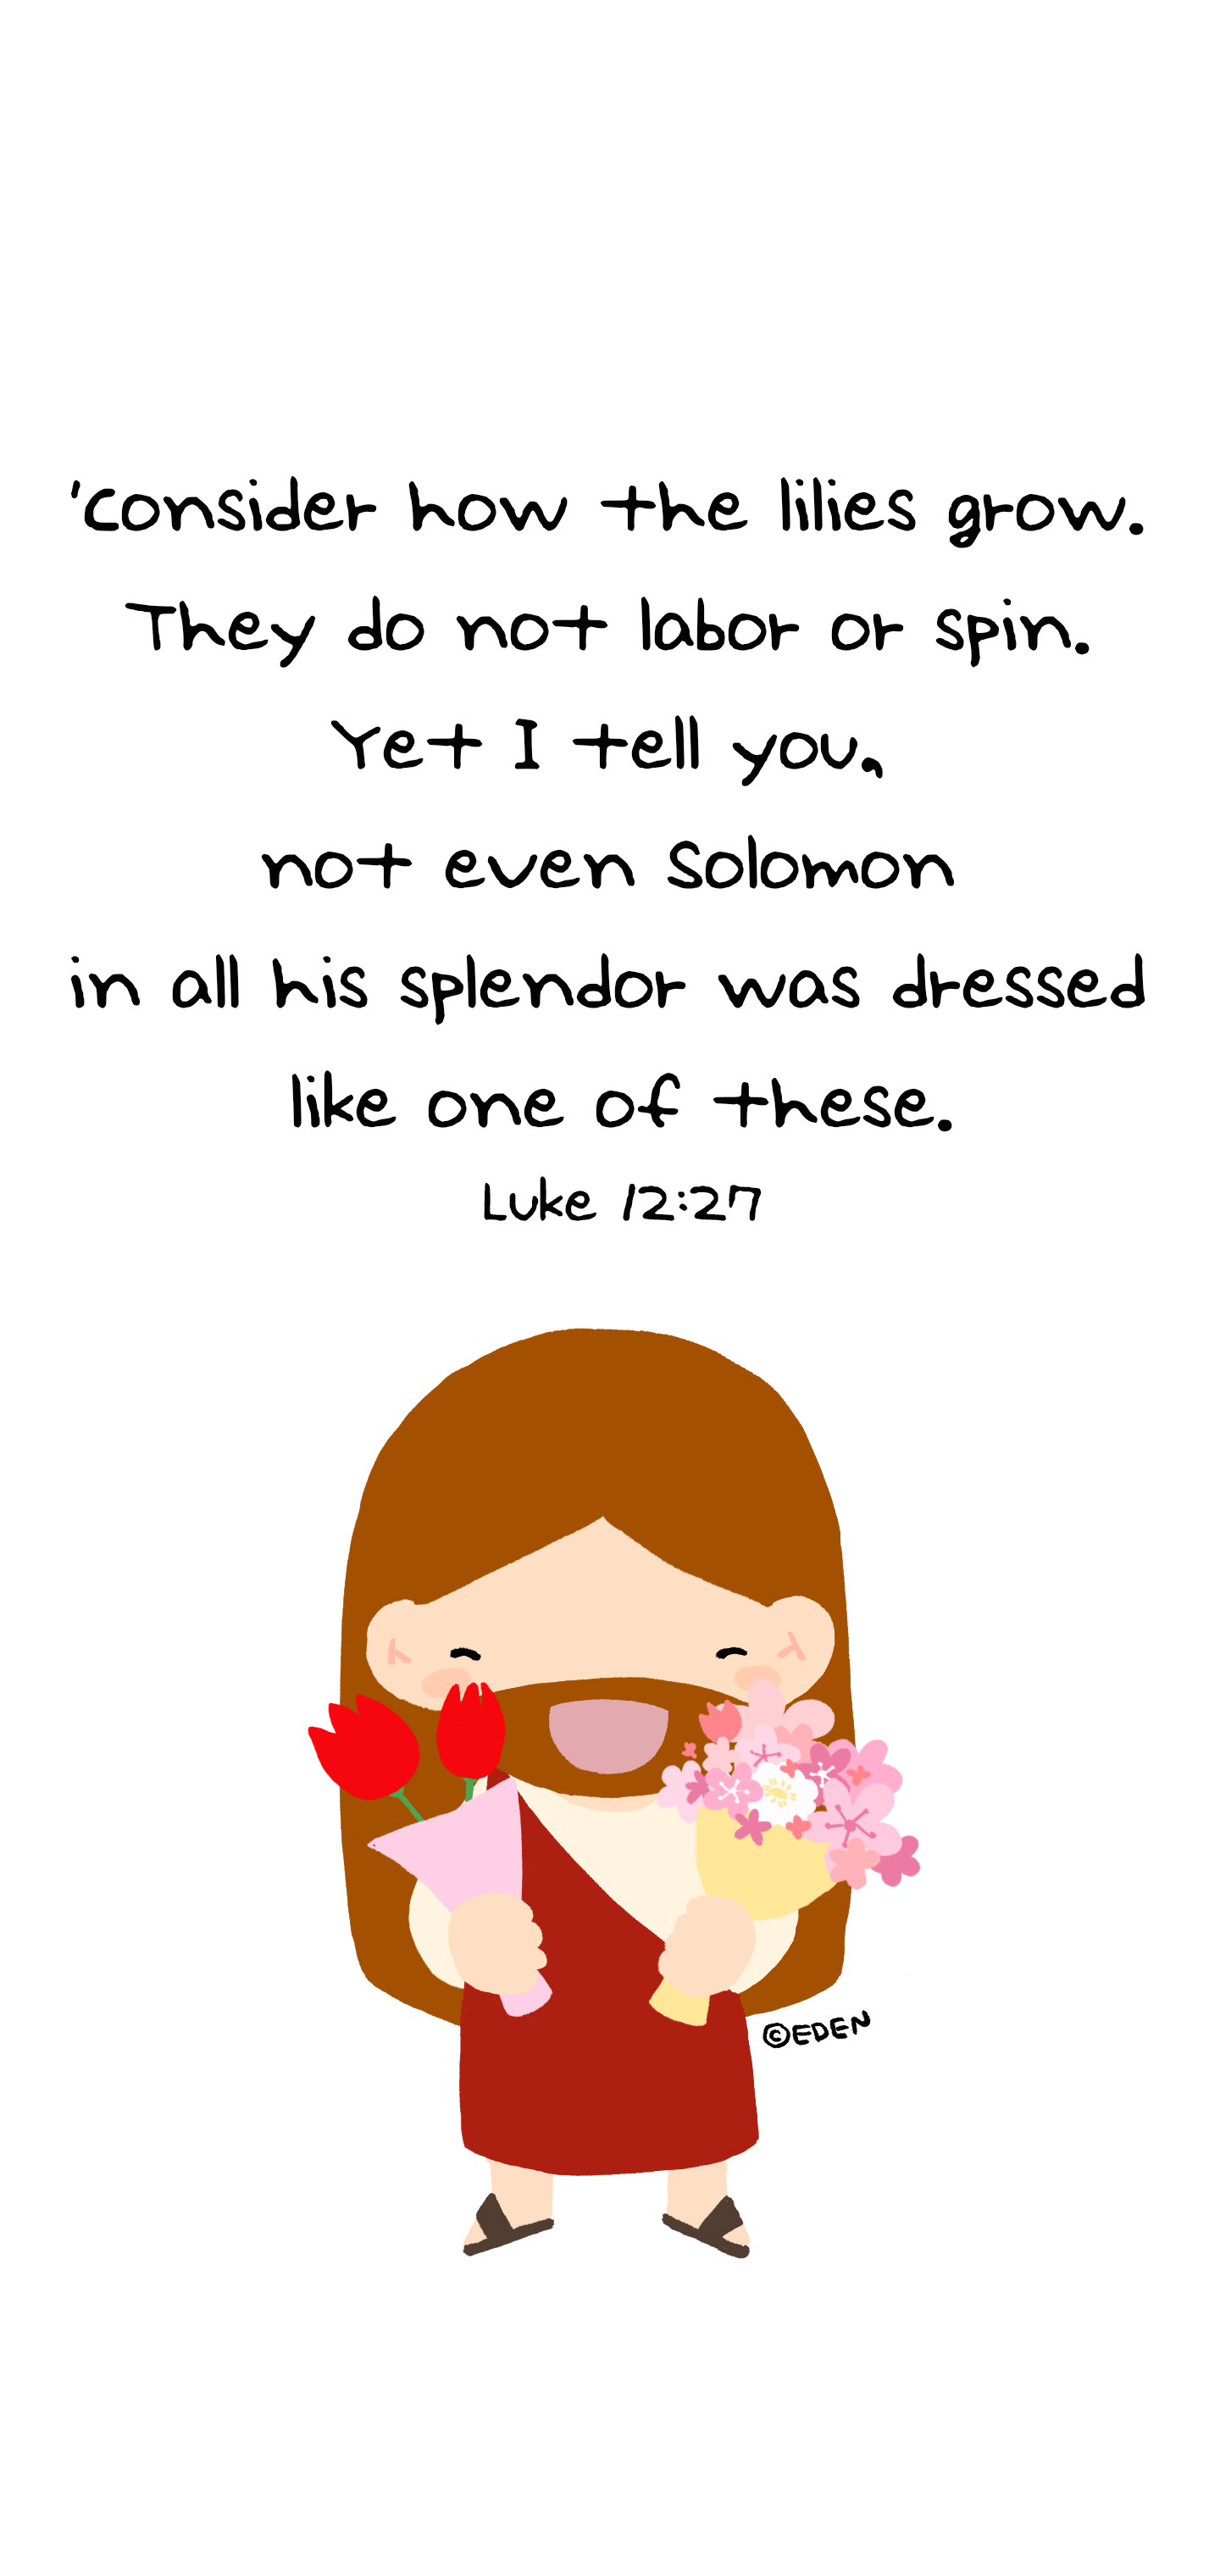 'consider how the lilies grow.
They do not labor or spin.
Yet I tell you,
not even Solomon
in all his splendor was dressed
like one of these.
Luke 12:27
©EDEN